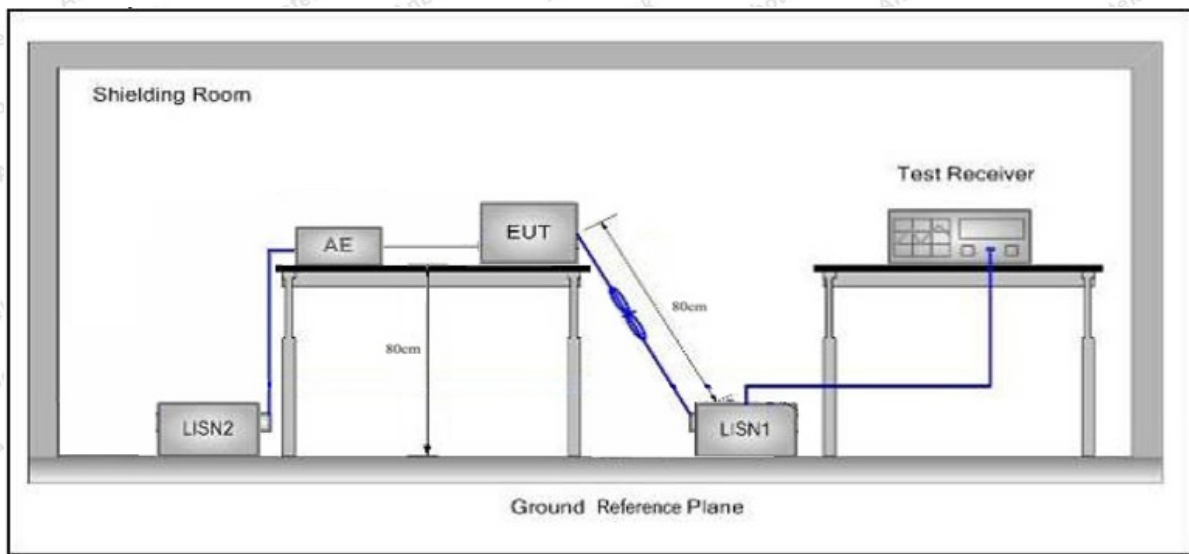 Shielding Room
Test Receiver
AE
EUT
80cm
80cm
LISN2
LISN1
Ground Reference Plane